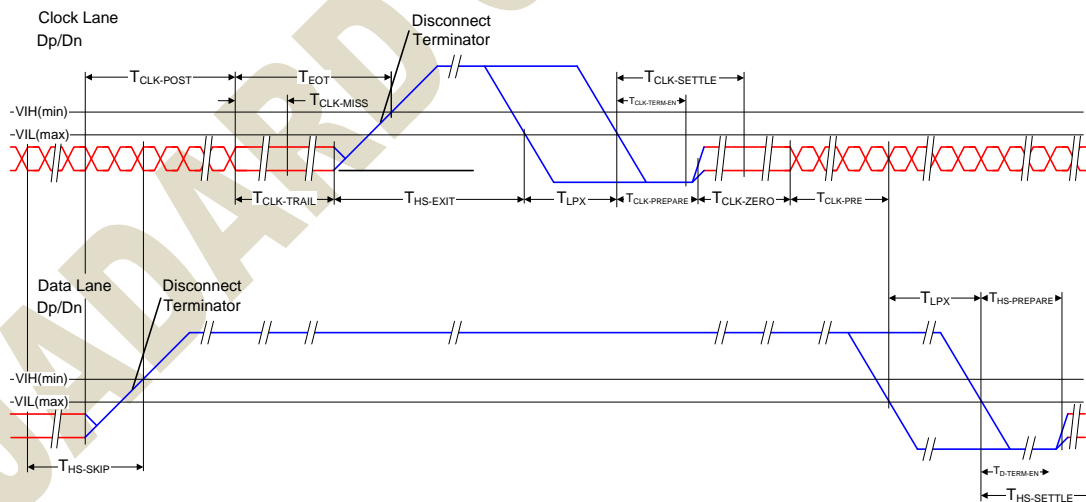 Clock Lane
Dp/Dn
Disconnect
Terminator
TCLK-POST
TEOT
TCLK-SETTLE
TCLK-MISS
TCLK-TERM-EN
VIH(min)
VIL(max)
TCLK-TRAIL
THS-EXIT
TLPX
TCLK-PREPARE
TCLK-ZERO
TCLK-PRE
Data Lane
Dp/Dn
Disconnect
Terminator
TLPX
THS-PREPARE
VIH(min)
VIL(max)
THS-SKIP
TD-TERM-EN
THS-SETTLE